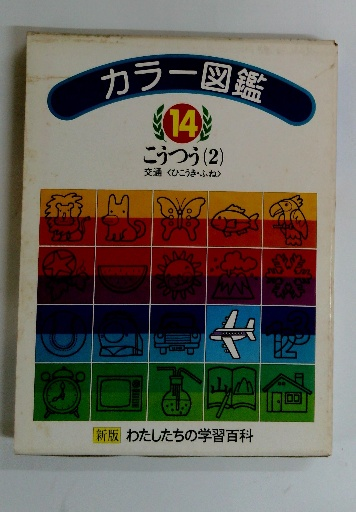 カラー図鑑
14
こうつう(2)
交通〈ひこうき・ふね〉
新版 わたしたちの学習百科